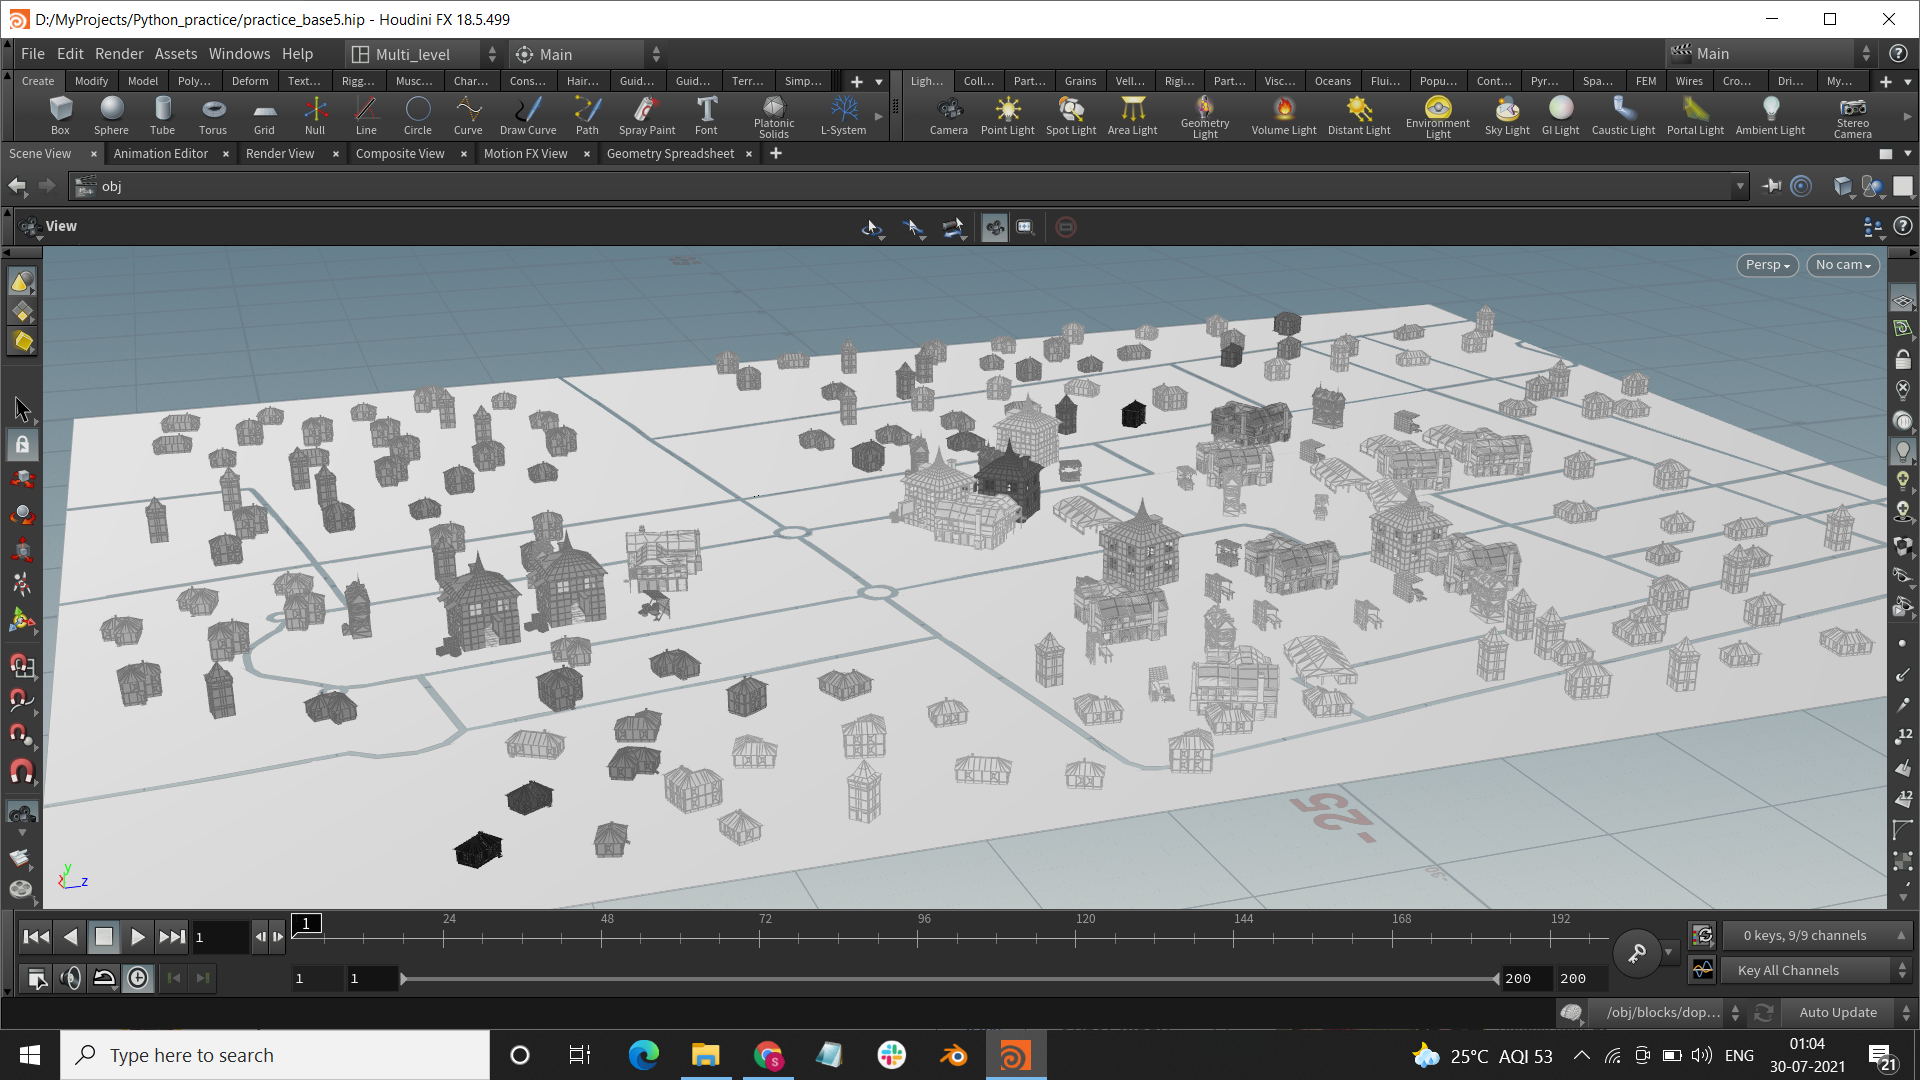 D:/MyProjects/Python_practice/practice_base5.hip - Houdini FX 18.5.499
File Edit Render Assets Windows Help Multi_level Main Main
Create Modify Model Poly... Deform Text... Rigg... Musc... Char... Cons... Hair... Guid... Guid... Terr... Simp... Ligh... Coll... Part... Grains Vell... Rigi... Part... Visc... Oceans Flui... Popu... Cont... Pyr... Spa... FEM Wires Cro... Dri... My...
Box Sphere Tube Torus Grid Null Line Circle Curve Draw Curve Path Spray Paint Font Platonic Solids L-System Camera Point Light Spot Light Area Light Geometry Light Volume Light Distant Light Environment Light Sky Light GI Light Caustic Light Portal Light Ambient Light Stereo Camera
Scene View Animation Editor Render View Composite View Motion FX View Geometry Spreadsheet
obj
View
Persp No cam
12
12
-25
-30
y
z
1 1 24 48 72 96 120 144 168 192
0 keys, 9/9 channels
1 1 200 200 Key All Channels
/obj/blocks/dop... Auto Update
Type here to search
S
25°C AQI 53 ENG 01:04
30-07-2021
21